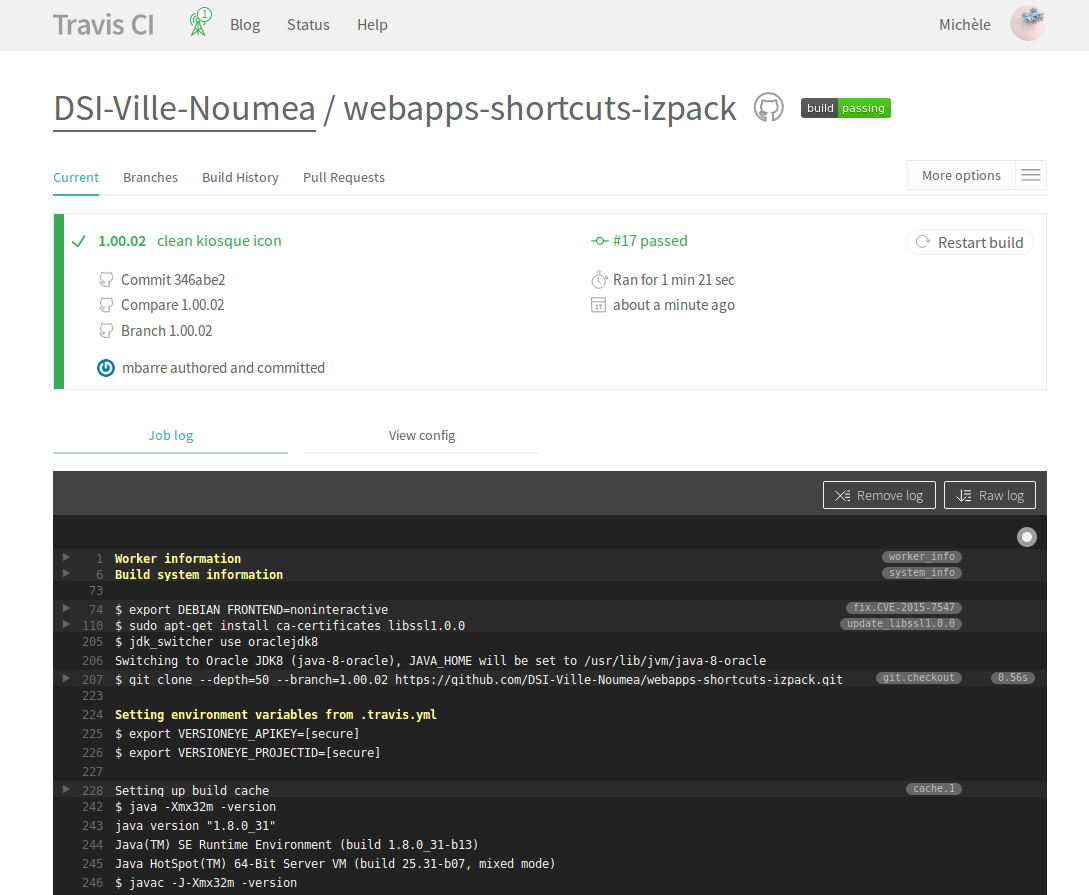 Travis CI 1 Blog Status Help Michèle
DSI-Ville-Noumea / webapps-shortcuts-izpack build passing
Current Branches Build History Pull Requests More options
1.00.02 clean kiosque icon #17 passed Restart build
Commit 346abe2 Ran for 1 min 21 sec
Compare 1.00.02 27 about a minute ago
Branch 1.00.02
mbarre authored and committed
Job log View config
Remove log Raw log
1 Worker information worker_info
6 Build system information system_info
73
74 $ export DEBIAN FRONTEND=noninteractive fix.CVE-2015-7547
110 $ sudo apt-get install ca-certificates libssl1.0.0 update_libssl1.0.0
205 $ jdk_switcher use oraclejdk8
206 Switching to Oracle JDK8 (java-8-oracle), JAVA_HOME will be set to /usr/lib/jvm/java-8-oracle
207 $ git clone --depth=50 --branch=1.00.02 https://github.com/DSI-Ville-Noumea/webapps-shortcuts-izpack.git git.checkout 0.56s
223
224 Setting environment variables from .travis.yml
225 $ export VERSIONEYE_APIKEY=[secure]
226 $ export VERSIONEYE_PROJECTID=[secure]
227
228 Setting up build cache cache.1
242 $ java -Xmx32m -version
243 java version "1.8.0_31"
244 Java(TM) SE Runtime Environment (build 1.8.0_31-b13)
245 Java HotSpot(TM) 64-Bit Server VM (build 25.31-b07, mixed mode)
246 $ javac -J-Xmx32m -version